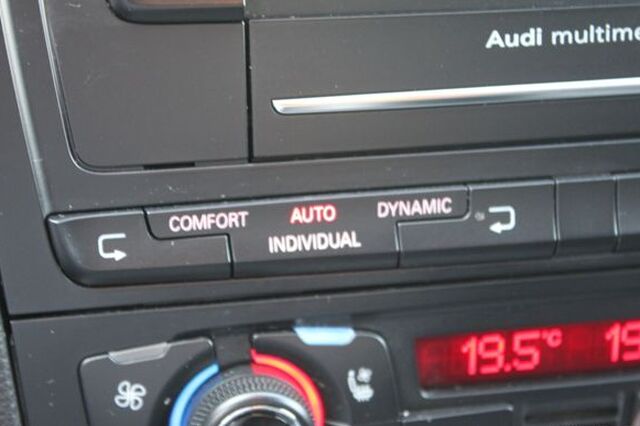 Audi multime
COMFORT AUTO DYNAMIC
INDIVIDUAL
19.5°C 19